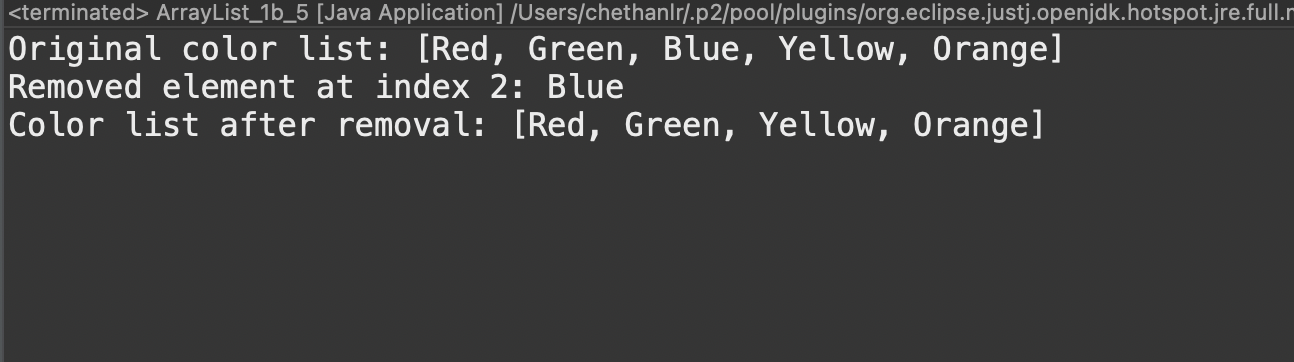 <terminated> ArrayList_1b_5 [Java Application] /Users/chethanlr/.p2/pool/plugins/org.eclipse.justj.openjdk.hotspot.jre.full.
Original color list: [Red, Green, Blue, Yellow, Orange]
Removed element at index 2: Blue
Color list after removal: [Red, Green, Yellow, Orange]